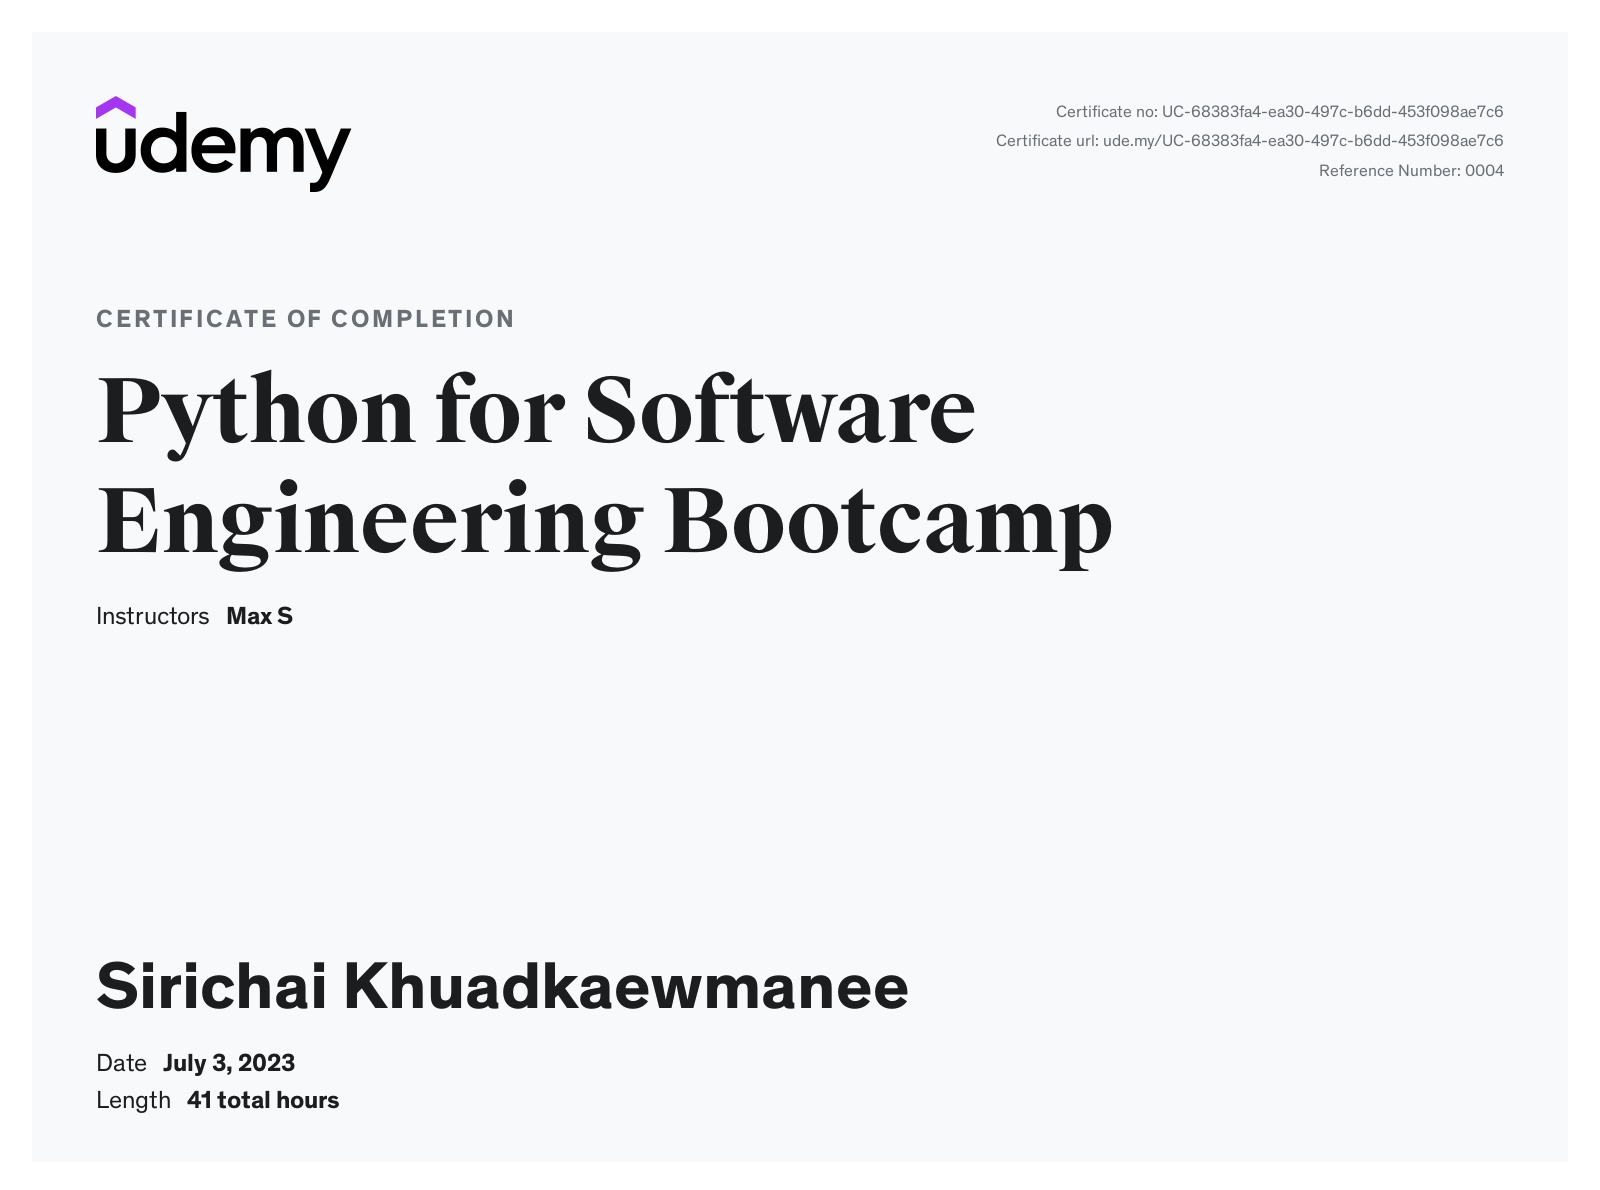 udemy
Certificate no: UC-68383fa4-ea30-497c-b6dd-453f098ae7c6
Certificate url: ude.my/UC-68383fa4-ea30-497c-b6dd-453f098ae7c6
Reference Number: 0004
CERTIFICATE OF COMPLETION
Python for Software
Engineering Bootcamp
Instructors Max S
Sirichai Khuadkaewmanee
Date July 3, 2023
Length 41 total hours